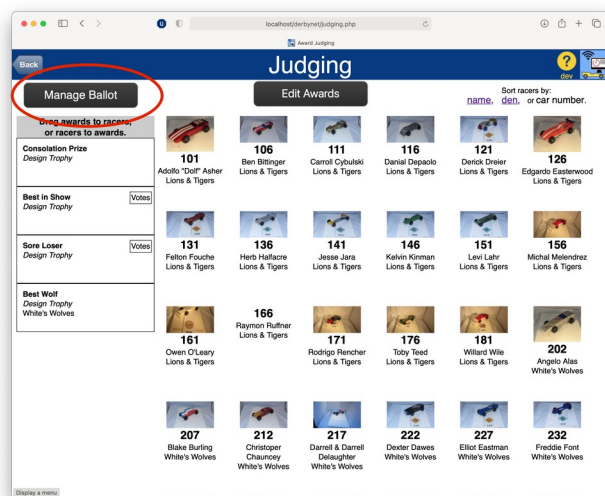 localhost/derbynet/judging.php
Award Judging
Back
Judging
?
dev
Manage Ballot
Edit Awards
Sort racers by:
name, den, or car number.
Drag awards to racers,
or racers to awards.
Consolation Prize
Design Trophy
Best in Show
Votes
Design Trophy
Sore Loser
Votes
Design Trophy
Best Wolf
Design Trophy
White's Wolves
101
Adolfo "Dolf" Asher
Lions & Tigers
106
Ben Bittinger
Lions & Tigers
111
Carroll Cybulski
Lions & Tigers
116
Danial Depaolo
Lions & Tigers
121
Derick Dreier
Lions & Tigers
126
Edgardo Easterwood
Lions & Tigers
131
Felton Fouche
Lions & Tigers
136
Herb Halfacre
Lions & Tigers
141
Jesse Jara
Lions & Tigers
146
Kelvin Kinman
Lions & Tigers
151
Levi Lahr
Lions & Tigers
156
Michal Melendrez
Lions & Tigers
161
Owen O'Leary
Lions & Tigers
166
Raymon Ruffner
Lions & Tigers
171
Rodrigo Rencher
Lions & Tigers
176
Toby Teed
Lions & Tigers
181
Willard Wile
Lions & Tigers
202
Angelo Alas
White's Wolves
207
Blake Burling
White's Wolves
212
Christoper
Chauncey
White's Wolves
217
Darrell & Darrell
Delaughter
White's Wolves
222
Dexter Dawes
White's Wolves
227
Elliot Eastman
White's Wolves
232
Freddie Font
White's Wolves
Display a menu